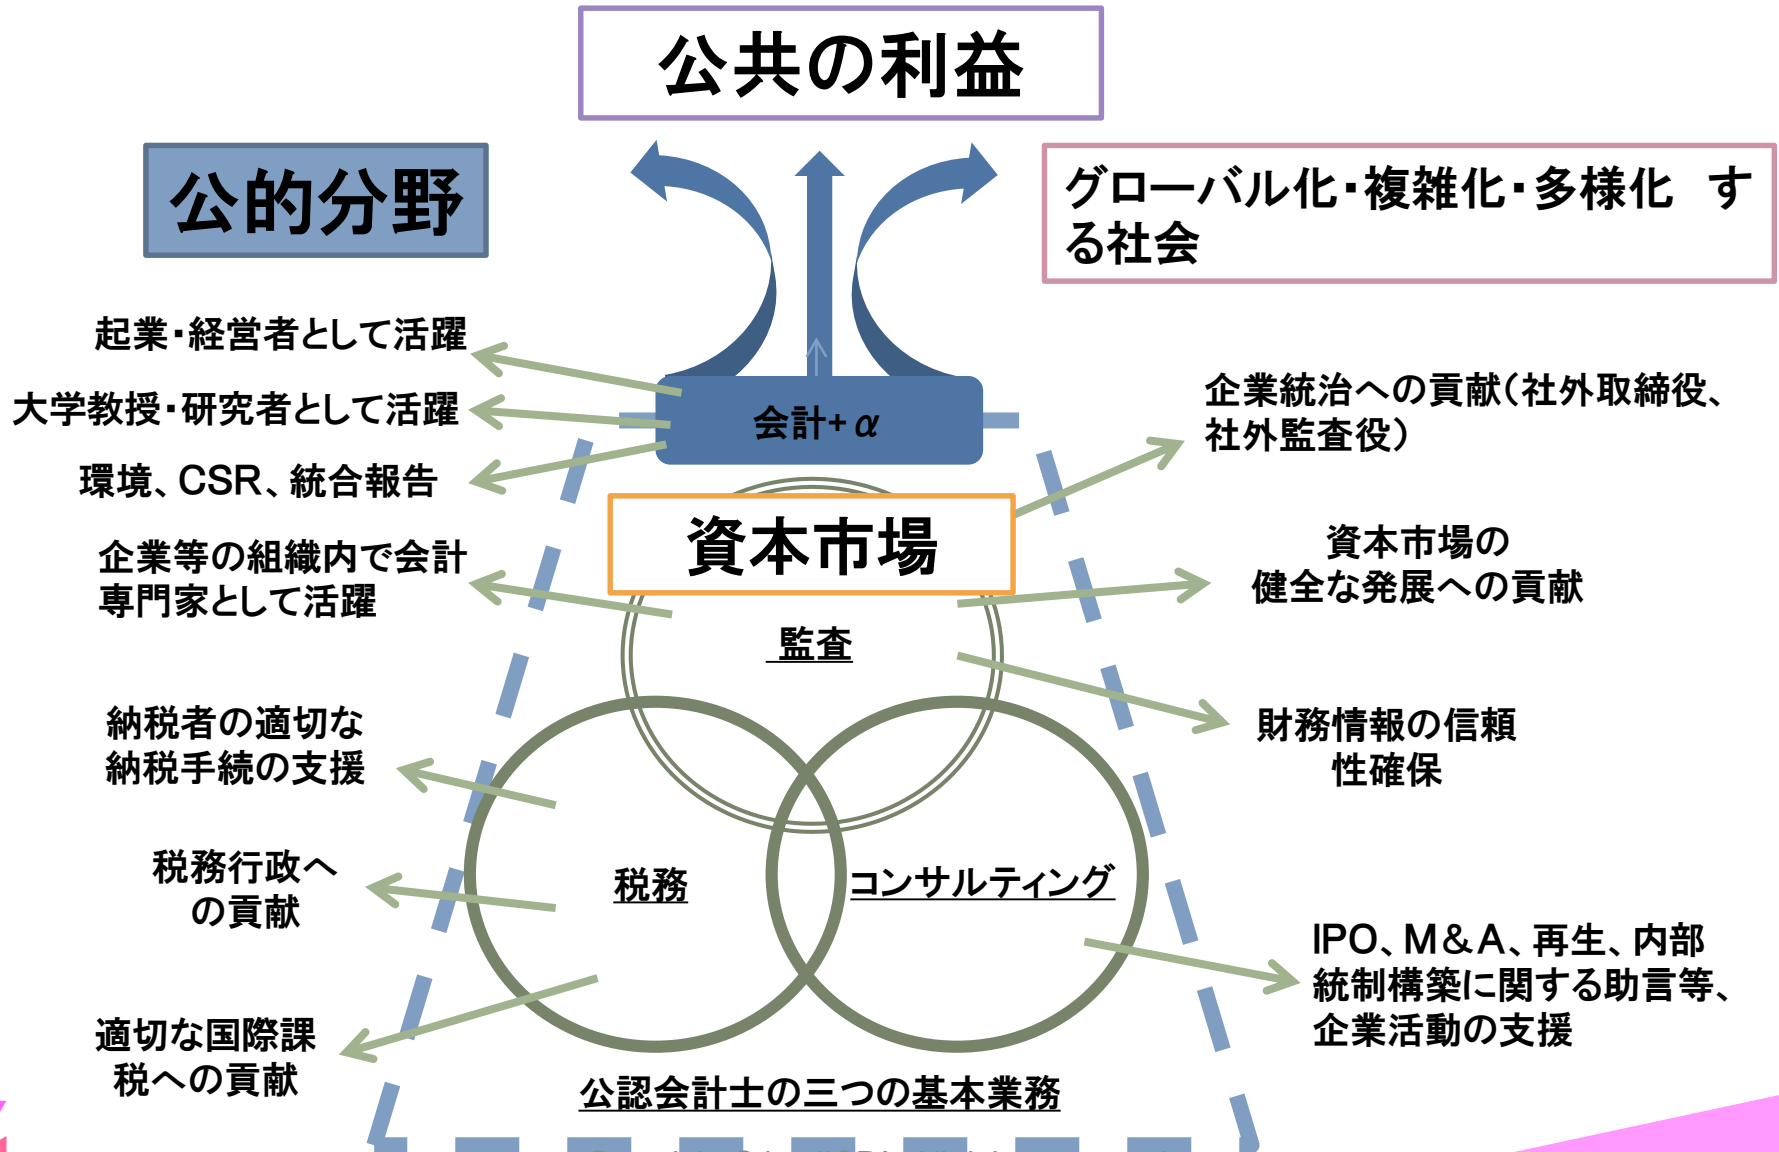 公共の利益
公的分野
グローバル化・複雑化・多様化　す
る社会
起業・経営者として活躍
大学教授・研究者として活躍
環境、CSR、統合報告
企業等の組織内で会計
専門家として活躍
納税者の適切な
納税手続の支援
税務行政へ
の貢献
適切な国際課
税への貢献
会計+α
資本市場
監査
税務
コンサルティング
公認会計士の三つの基本業務
企業統治への貢献（社外取締役、
社外監査役）
資本市場の
健全な発展への貢献
財務情報の信頼
性確保
IPO、M＆A、再生、内部
統制構築に関する助言等、
企業活動の支援